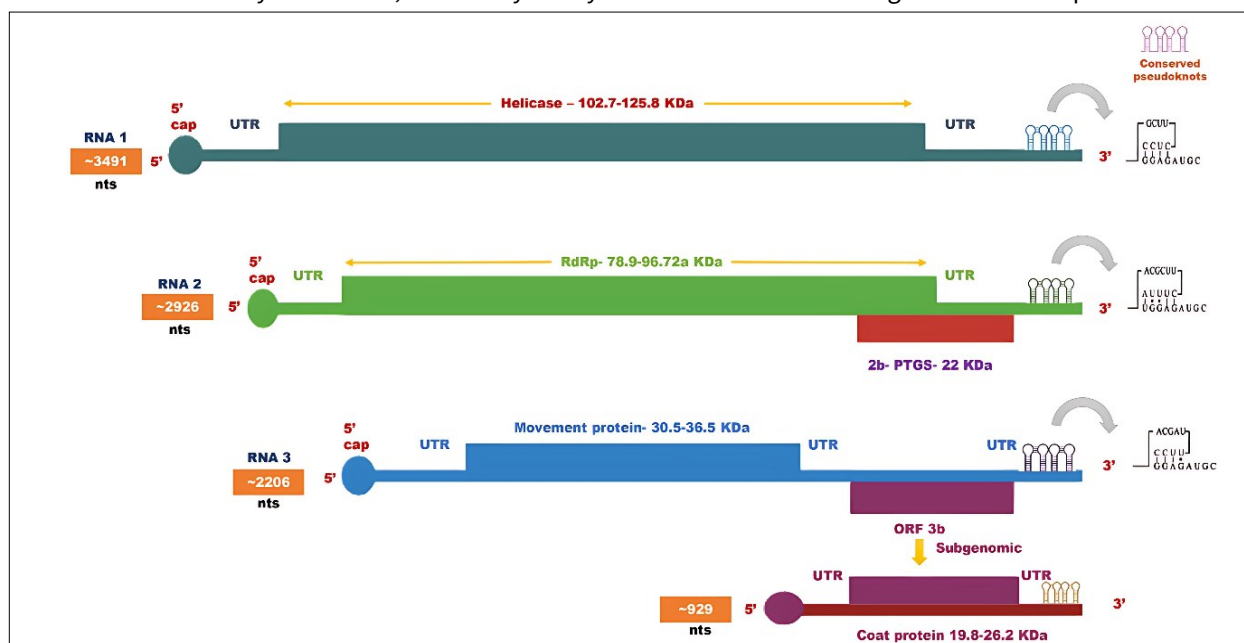 Conserved
pseudoknots
Helicase – 102.7-125.8 KDa
5’
cap
UTR
UTR
RNA 1
~3491
nts
5’
3’
GCUU
CCUC
GGAGAUGC
RdRp- 78.9-96.72a KDa
5’
cap
UTR
UTR
RNA 2
~2926
nts
5’
3’
ACGCUU
AUUUC
UGGAGAUGC
2b- PTGS- 22 KDa
Movement protein- 30.5-36.5 KDa
5’
cap
UTR
UTR
UTR
RNA 3
~2206
nts
5’
3’
ACGAU
CCUU
GGAGAUGC
ORF 3b
Subgenomic
UTR
UTR
~929
nts
5’
3’
Coat protein 19.8-26.2 KDa